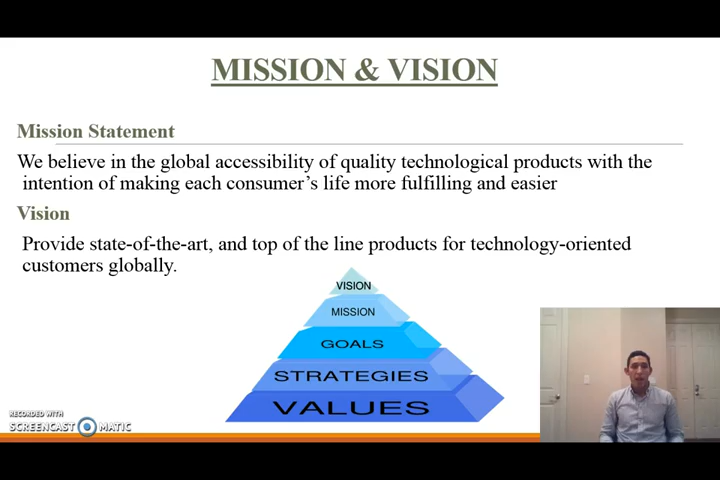 MISSION & VISION
Mission Statement
We believe in the global accessibility of quality technological products with the
intention of making each consumer’s life more fulfilling and easier
Vision
Provide state-of-the-art, and top of the line products for technology-oriented
customers globally.
VISION
MISSION
GOALS
STRATEGIES
VALUES
RECORDED WITH
SCREENCAST MATIC